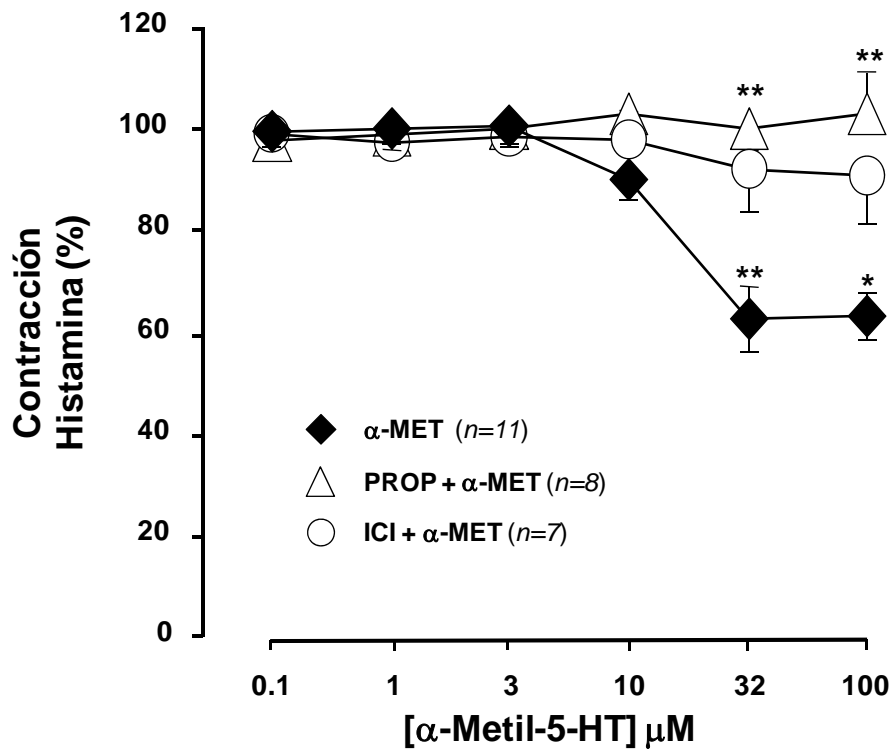 120
100
80
60
40
20
0
Contracción
Histamina (%)
**
**
**
*
α-MET (n=11)
PROP + α-MET (n=8)
ICI + α-MET (n=7)
0.1 1 3 10 32 100
[α-Metil-5-HT] μM